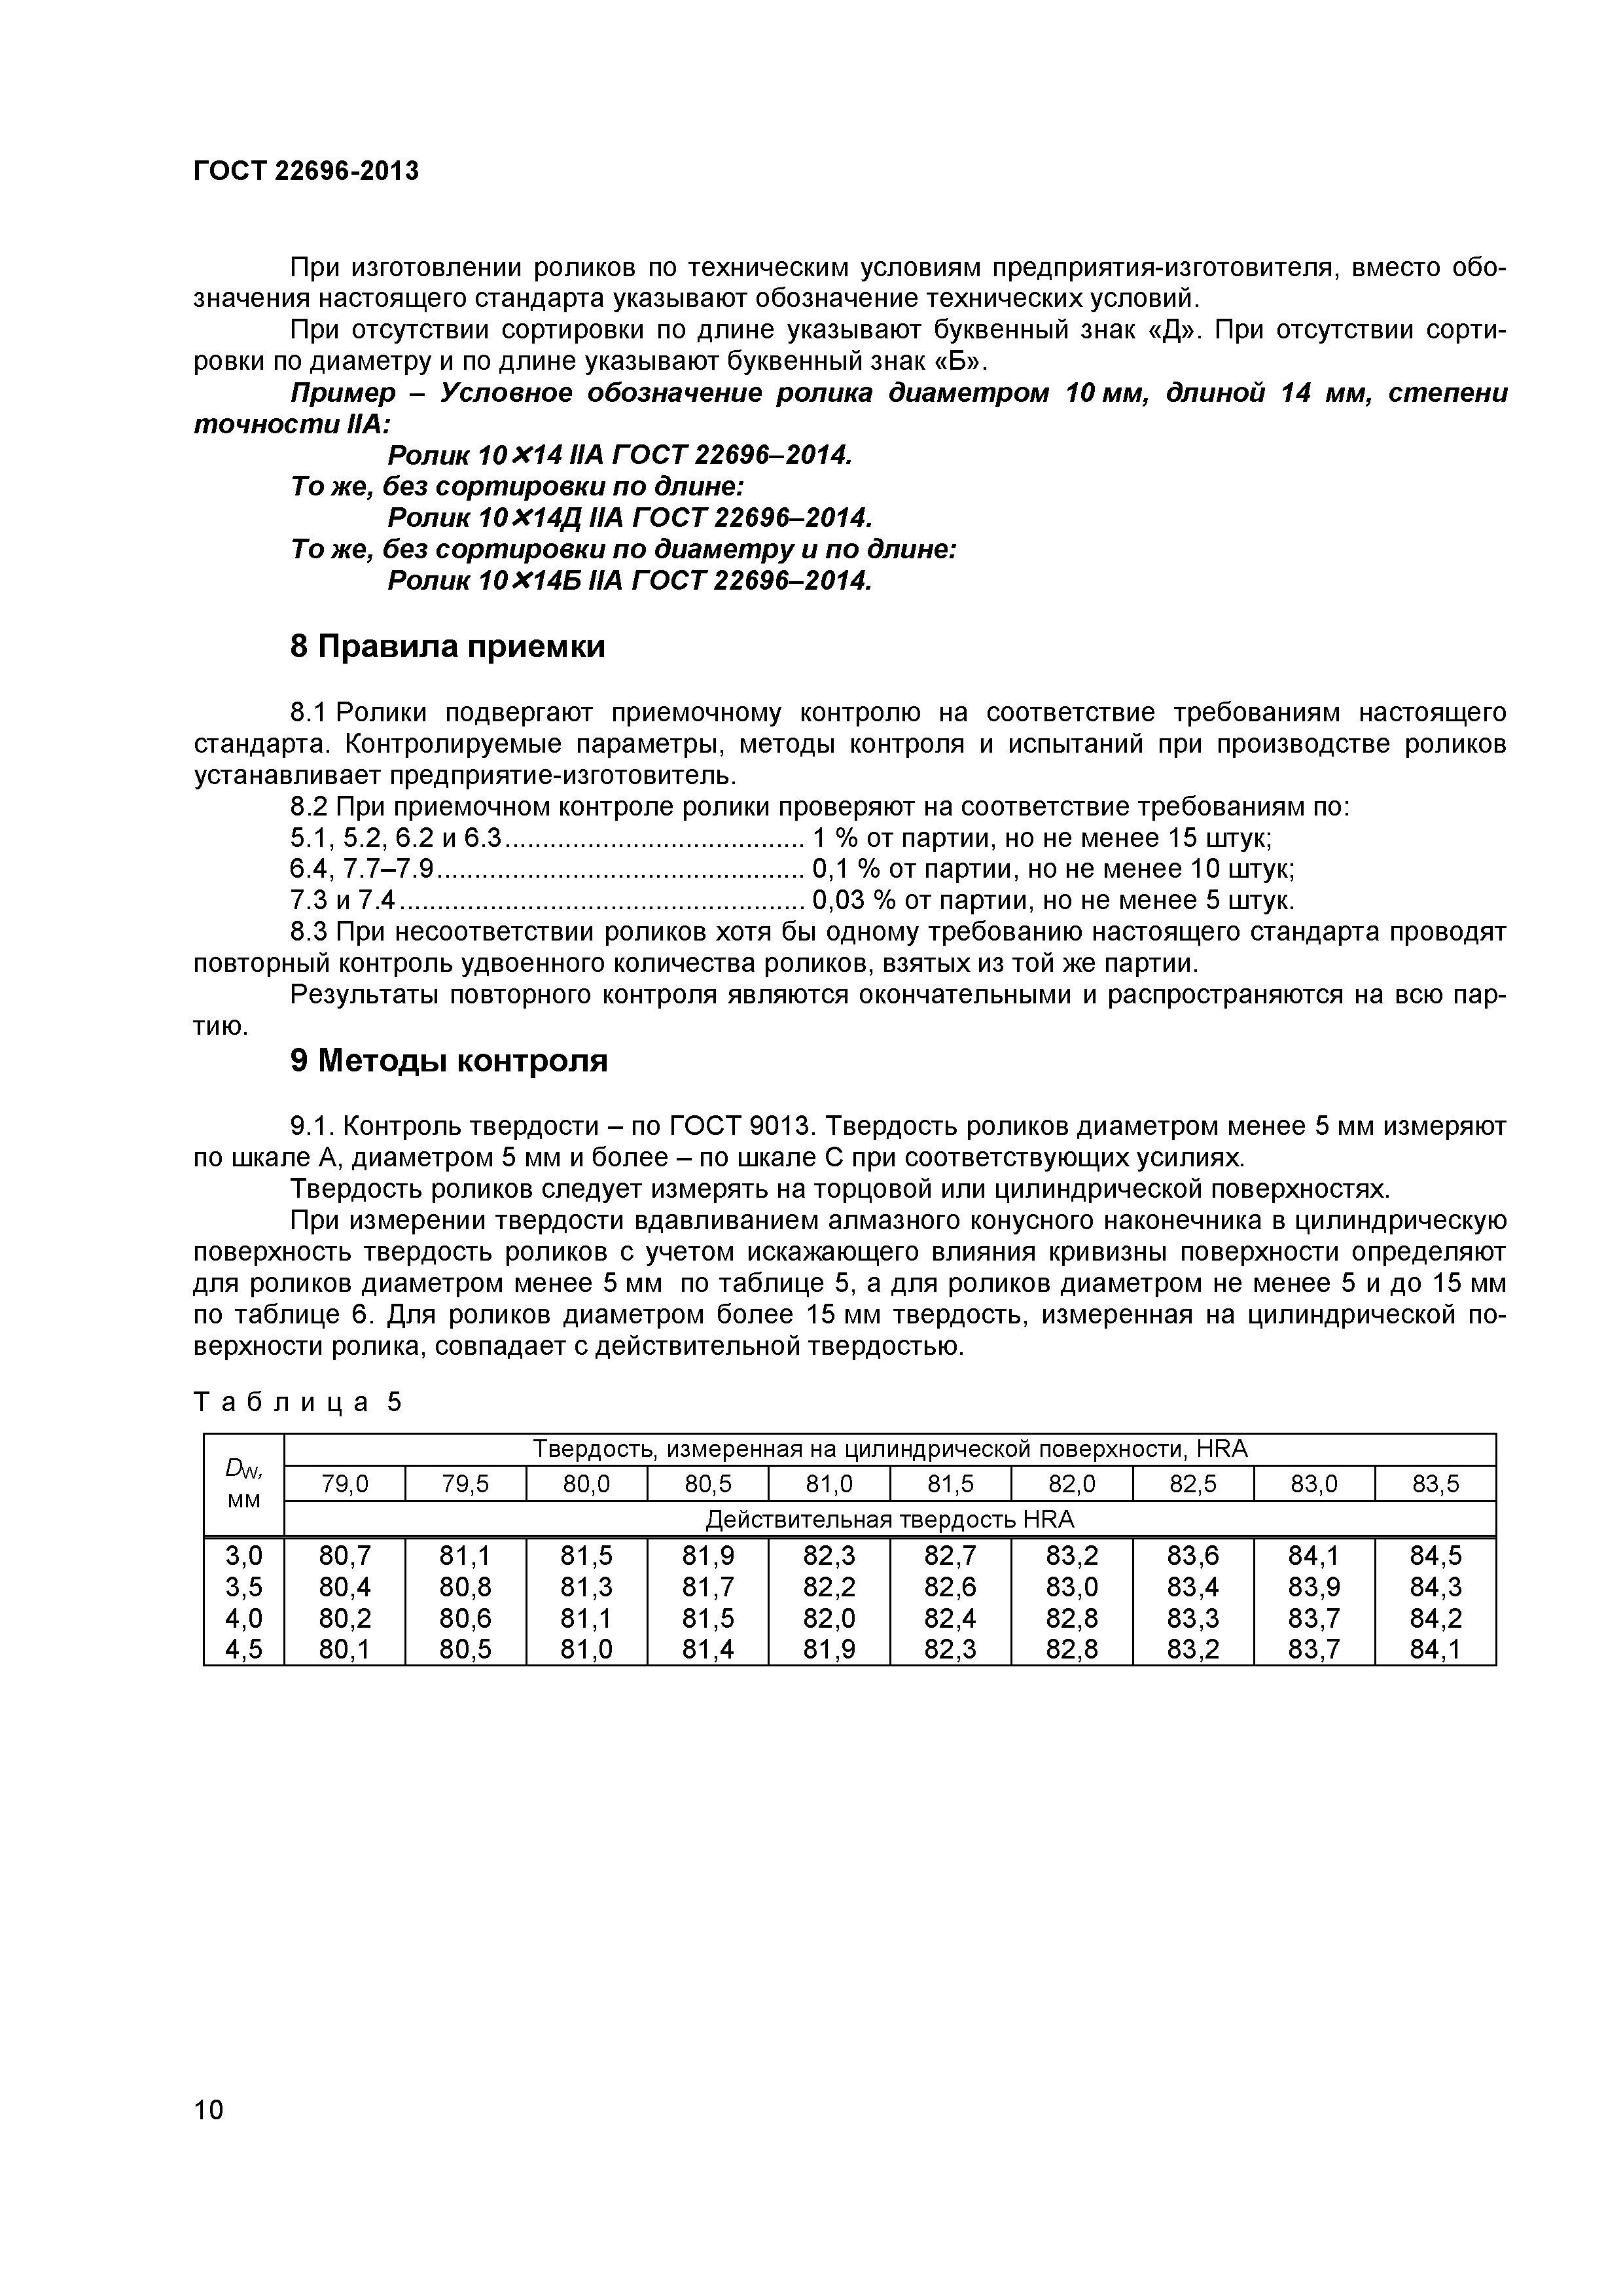 ГОСТ 22696-2013
При изготовлении роликов по техническим условиям предприятия-изготовителя, вместо обо-
значения настоящего стандарта указывают обозначение технических условий.
При отсутствии сортировки по длине указывают буквенный знак «Д». При отсутствии сорти-
ровки по диаметру и по длине указывают буквенный знак «Б».
Пример – Условное обозначение ролика диаметром 10 мм, длиной 14 мм, степени
точности IIА:
Ролик 10×14 IIА ГОСТ 22696–2014.
То же, без сортировки по длине:
Ролик 10×14Д IIА ГОСТ 22696–2014.
То же, без сортировки по диаметру и по длине:
Ролик 10×14Б IIА ГОСТ 22696–2014.
8 Правила приемки
8.1 Ролики подвергают приемочному контролю на соответствие требованиям настоящего
стандарта. Контролируемые параметры, методы контроля и испытаний при производстве роликов
устанавливает предприятие-изготовитель.
8.2 При приемочном контроле ролики проверяют на соответствие требованиям по:
5.1, 5.2, 6.2 и 6.3........................................ 1 % от партии, но не менее 15 штук;
6.4, 7.7–7.9................................................. 0,1 % от партии, но не менее 10 штук;
7.3 и 7.4...................................................... 0,03 % от партии, но не менее 5 штук.
8.3 При несоответствии роликов хотя бы одному требованию настоящего стандарта проводят
повторный контроль удвоенного количества роликов, взятых из той же партии.
Результаты повторного контроля являются окончательными и распространяются на всю пар-
тию.
9 Методы контроля
9.1. Контроль твердости – по ГОСТ 9013. Твердость роликов диаметром менее 5 мм измеряют
по шкале А, диаметром 5 мм и более – по шкале С при соответствующих усилиях.
Твердость роликов следует измерять на торцовой или цилиндрической поверхностях.
При измерении твердости вдавливанием алмазного конусного наконечника в цилиндрическую
поверхность твердость роликов с учетом искажающего влияния кривизны поверхности определяют
для роликов диаметром менее 5 мм по таблице 5, а для роликов диаметром не менее 5 и до 15 мм
по таблице 6. Для роликов диаметром более 15 мм твердость, измеренная на цилиндрической по-
верхности ролика, совпадает с действительной твердостью.
Таблица 5
Dw, мм
Твердость, измеренная на цилиндрической поверхности, HRA
79,0 79,5 80,0 80,5 81,0 81,5 82,0 82,5 83,0 83,5
Действительная твердость HRA
3,0 80,7 81,1 81,5 81,9 82,3 82,7 83,2 83,6 84,1 84,5
3,5 80,4 80,8 81,3 81,7 82,2 82,6 83,0 83,4 83,9 84,3
4,0 80,2 80,6 81,1 81,5 82,0 82,4 82,8 83,3 83,7 84,2
4,5 80,1 80,5 81,0 81,4 81,9 82,3 82,8 83,2 83,7 84,1
10